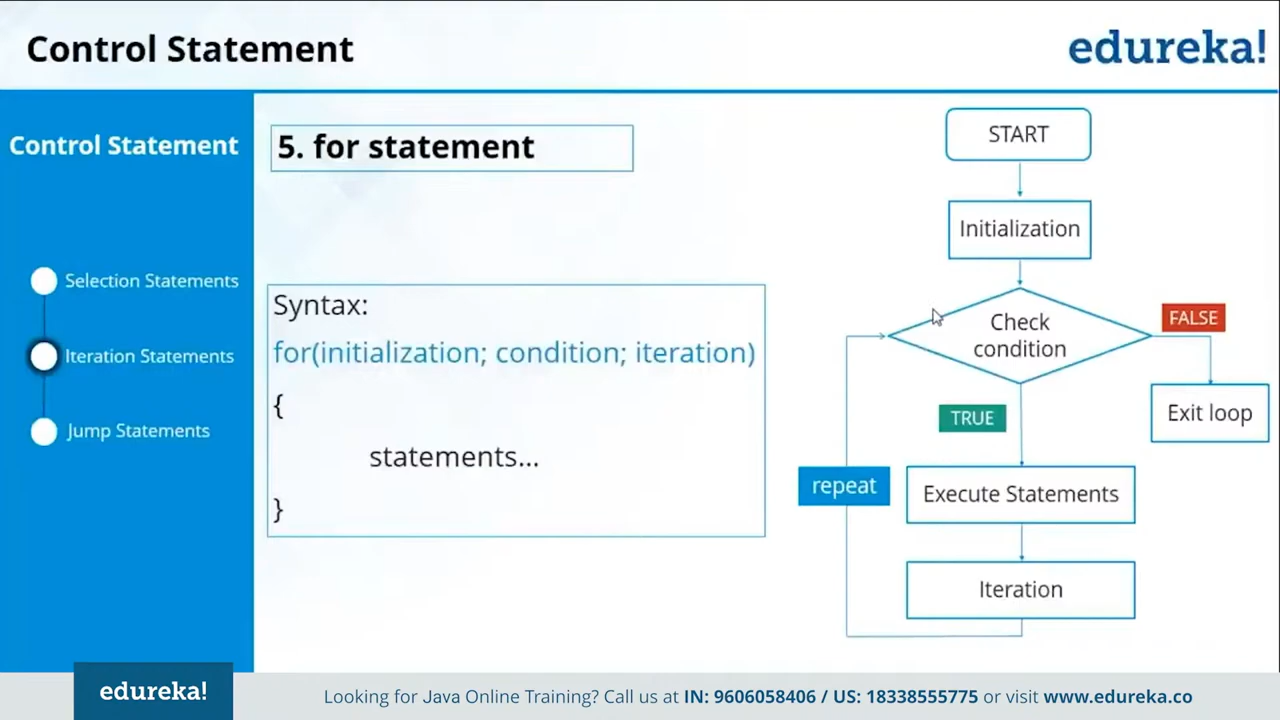 Control Statement
edureka!
Control Statement
Selection Statements
Iteration Statements
Jump Statements
5. for statement
Syntax:
for(initialization; condition; iteration)
{
statements...
}
START
Initialization
Check
condition
FALSE
TRUE
Exit loop
repeat
Execute Statements
Iteration
edureka!
Looking for Java Online Training? Call us at IN: 9606058406 / US: 18338555775 or visit www.edureka.co